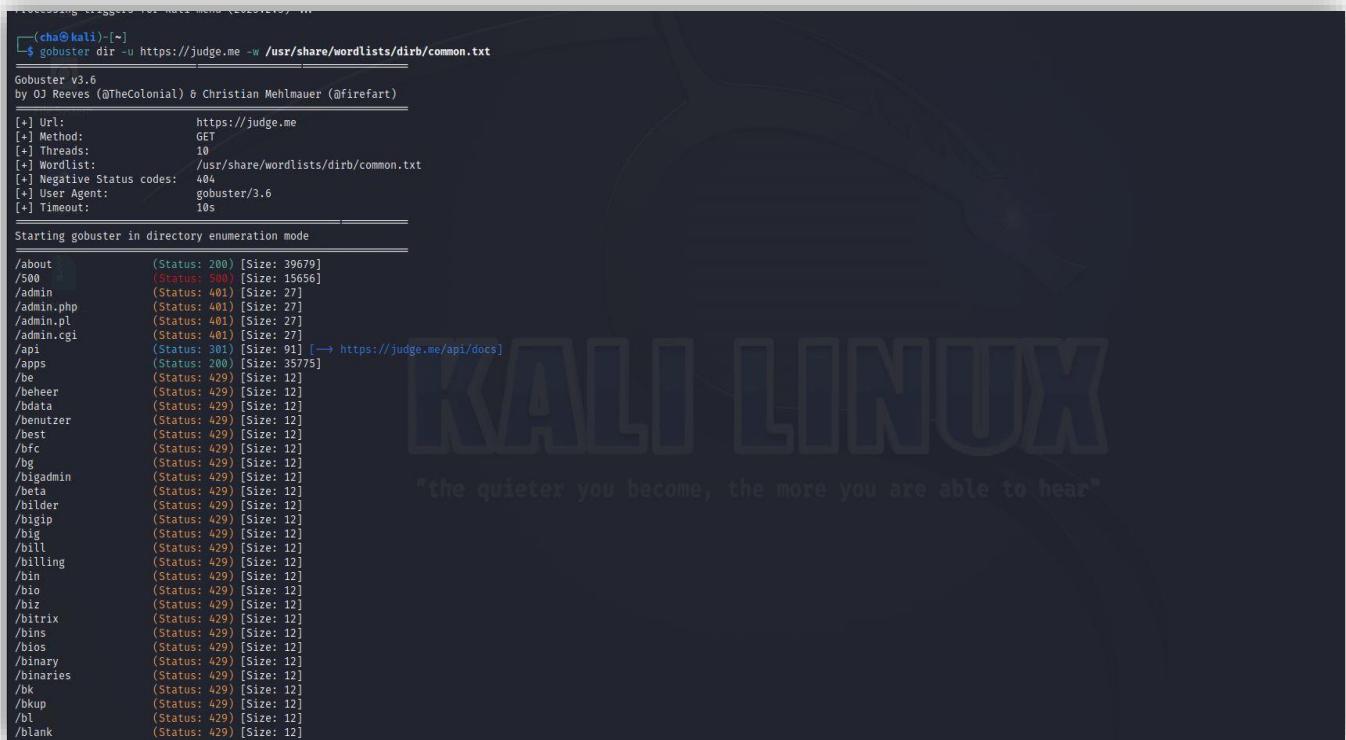 ┌──(cha㉿kali)-[~]
└─$ gobuster dir -u https://judge.me -w /usr/share/wordlists/dirb/common.txt
Gobuster v3.6
by OJ Reeves (@TheColonial) & Christian Mehlmauer (@firefart)
[+] Url: https://judge.me
[+] Method: GET
[+] Threads: 10
[+] Wordlist: /usr/share/wordlists/dirb/common.txt
[+] Negative Status codes: 404
[+] User Agent: gobuster/3.6
[+] Timeout: 10s
Starting gobuster in directory enumeration mode
/about (Status: 200) [Size: 39679]
/500 (Status: 500) [Size: 15656]
/admin (Status: 401) [Size: 27]
/admin.php (Status: 401) [Size: 27]
/admin.pl (Status: 401) [Size: 27]
/admin.cgi (Status: 401) [Size: 27]
/api (Status: 301) [Size: 91] [--> https://judge.me/api/docs]
/apps (Status: 200) [Size: 35775]
/be (Status: 429) [Size: 12]
/beheer (Status: 429) [Size: 12]
/bdata (Status: 429) [Size: 12]
/benutzer (Status: 429) [Size: 12]
/best (Status: 429) [Size: 12]
/bfc (Status: 429) [Size: 12]
/bg (Status: 429) [Size: 12]
/bigadmin (Status: 429) [Size: 12]
/beta (Status: 429) [Size: 12]
/bilder (Status: 429) [Size: 12]
/bigip (Status: 429) [Size: 12]
/big (Status: 429) [Size: 12]
/bill (Status: 429) [Size: 12]
/billing (Status: 429) [Size: 12]
/bin (Status: 429) [Size: 12]
/bio (Status: 429) [Size: 12]
/biz (Status: 429) [Size: 12]
/bitrix (Status: 429) [Size: 12]
/bins (Status: 429) [Size: 12]
/bios (Status: 429) [Size: 12]
/binary (Status: 429) [Size: 12]
/binaries (Status: 429) [Size: 12]
/bk (Status: 429) [Size: 12]
/bkup (Status: 429) [Size: 12]
/bl (Status: 429) [Size: 12]
/blank (Status: 429) [Size: 12]
KALI LINUX
"the quieter you become, the more you are able to hear"